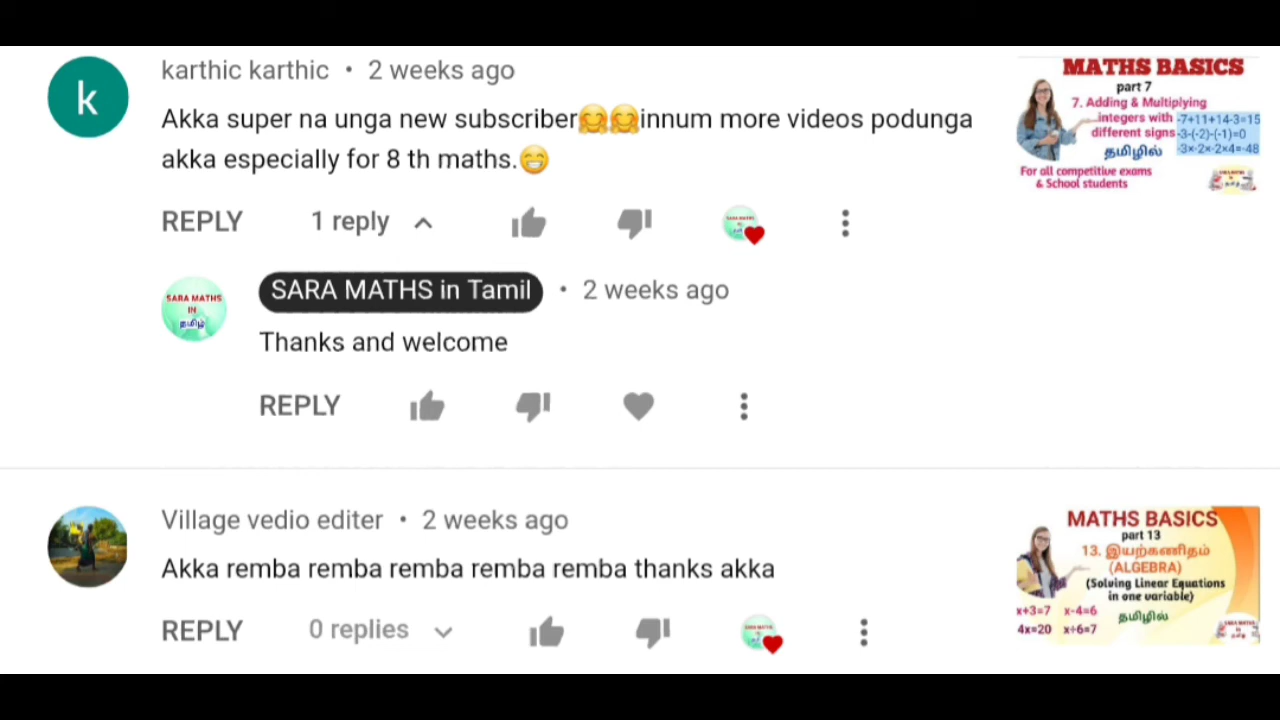 karthic karthic • 2 weeks ago
Akka super na unga new subscriber🤗🤗innum more videos podunga
akka especially for 8 th maths.😁
REPLY 1 reply
SARA MATHS in Tamil • 2 weeks ago
SARA MATHS
IN
தமிழ்
Thanks and welcome
REPLY
MATHS BASICS
part 7
7. Adding & Multiplying
integers with
different signs
-7+11+14-3=15
-3-(-2)-(-1)=0
-3×-2×-2×4=-48
தமிழில்
For all competitive exams
& School students
Village vedio editer • 2 weeks ago
Akka remba remba remba remba remba thanks akka
REPLY 0 replies
MATHS BASICS
part 13
13. இயற்கணிதம்
(ALGEBRA)
(Solving Linear Equations
in one variable)
x+3=7 x-4=6
4x=20 x÷6=7
தமிழில்